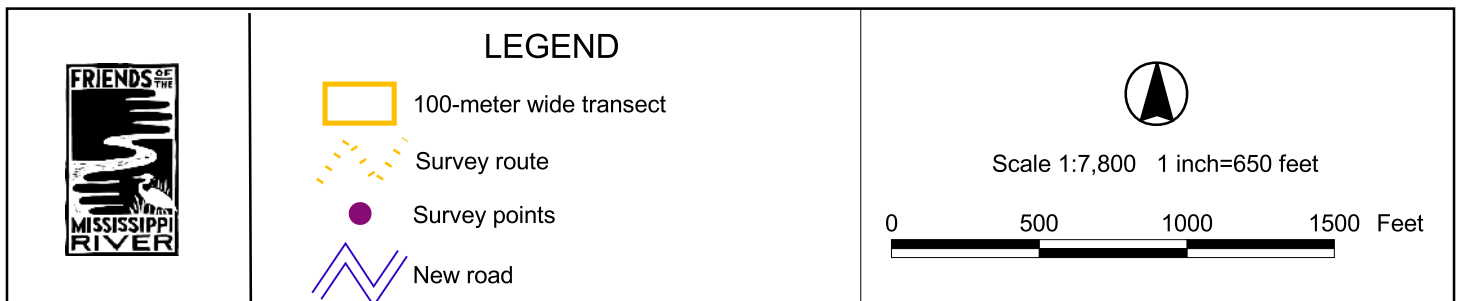 FRIENDS OF THE
MISSISSIPPI
RIVER
LEGEND
100-meter wide transect
Survey route
Survey points
New road
Scale 1:7,800 1 inch=650 feet
0 500 1000 1500 Feet